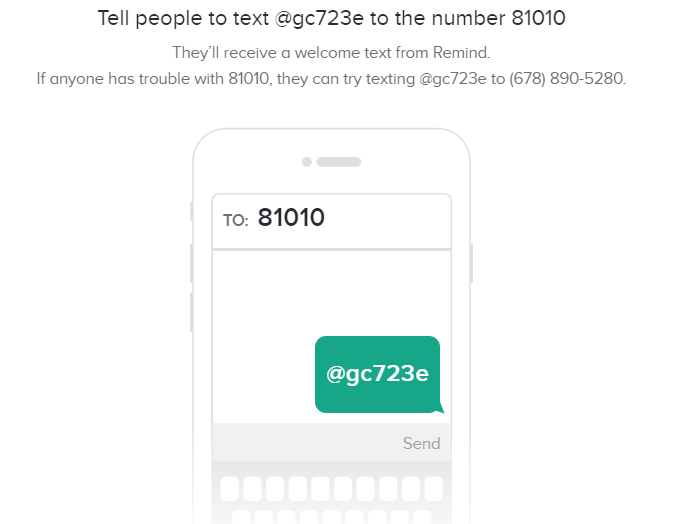 Tell people to text @gc723e to the number 81010
They’ll receive a welcome text from Remind.
If anyone has trouble with 81010, they can try texting @gc723e to (678) 890-5280.
TO: 81010
@gc723e
Send